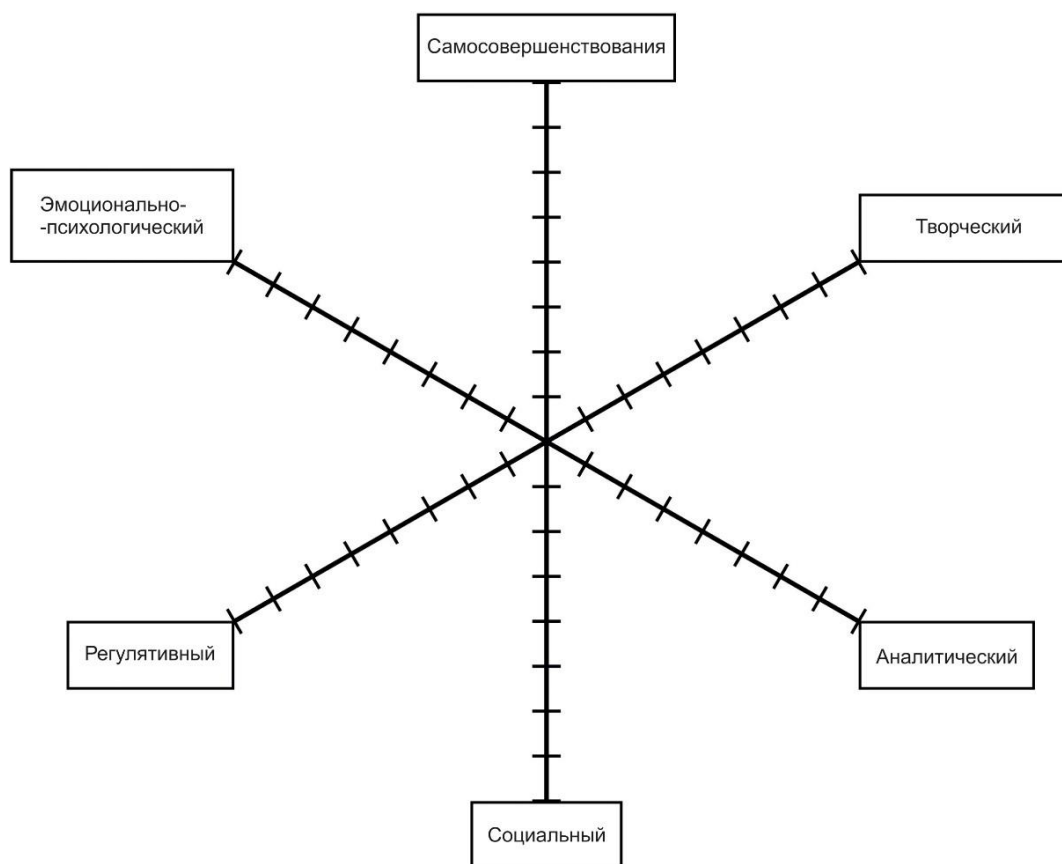 Самосовершенствования
Эмоционально-
-психологический
Творческий
Регулятивный
Аналитический
Социальный